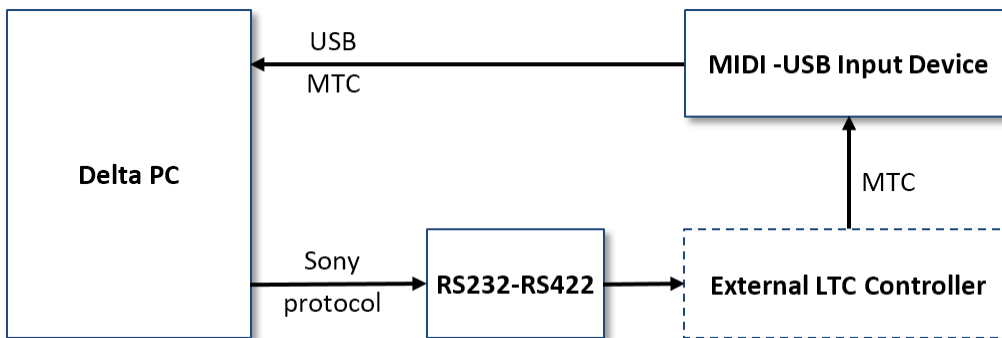 USB
MTC
MIDI -USB Input Device
Delta PC
MTC
Sony
protocol
RS232-RS422
External LTC Controller